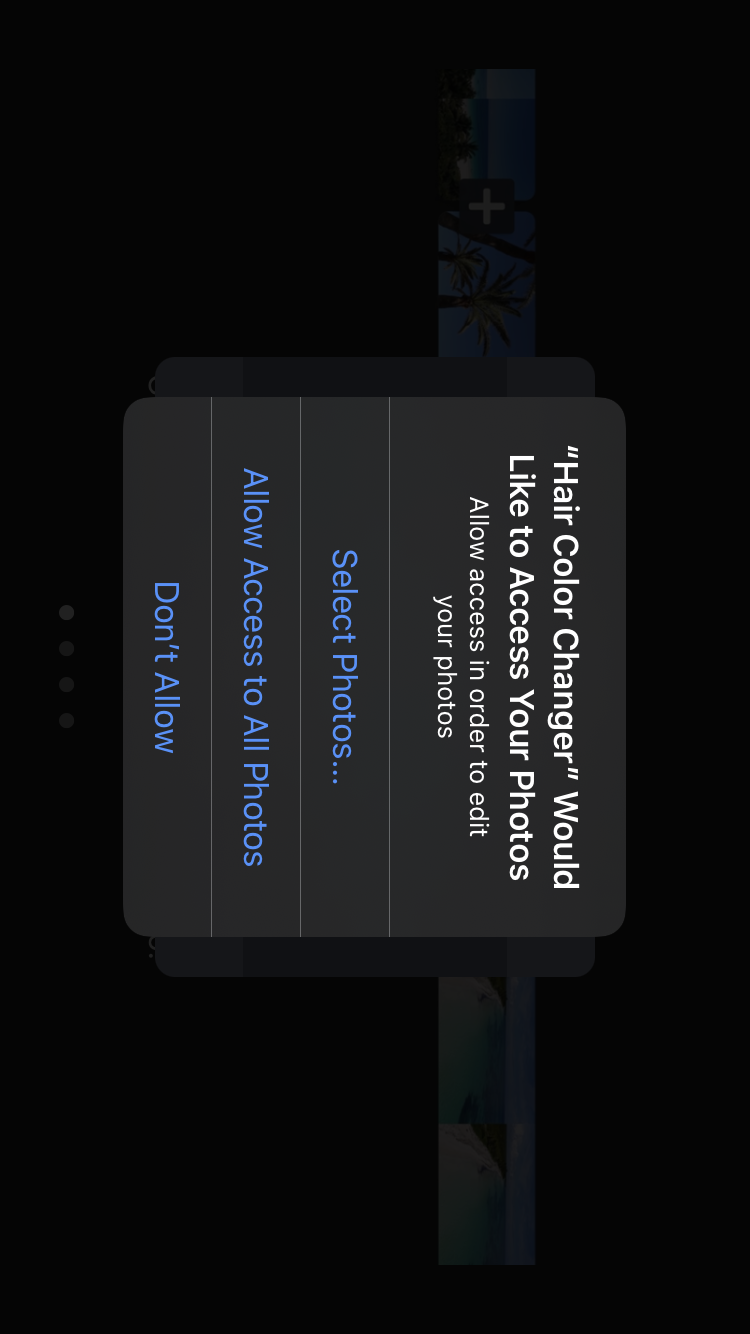 “Hair Color Changer” Would
Like to Access Your Photos
Allow access in order to edit
your photos
Select Photos...
Allow Access to All Photos
Don’t Allow